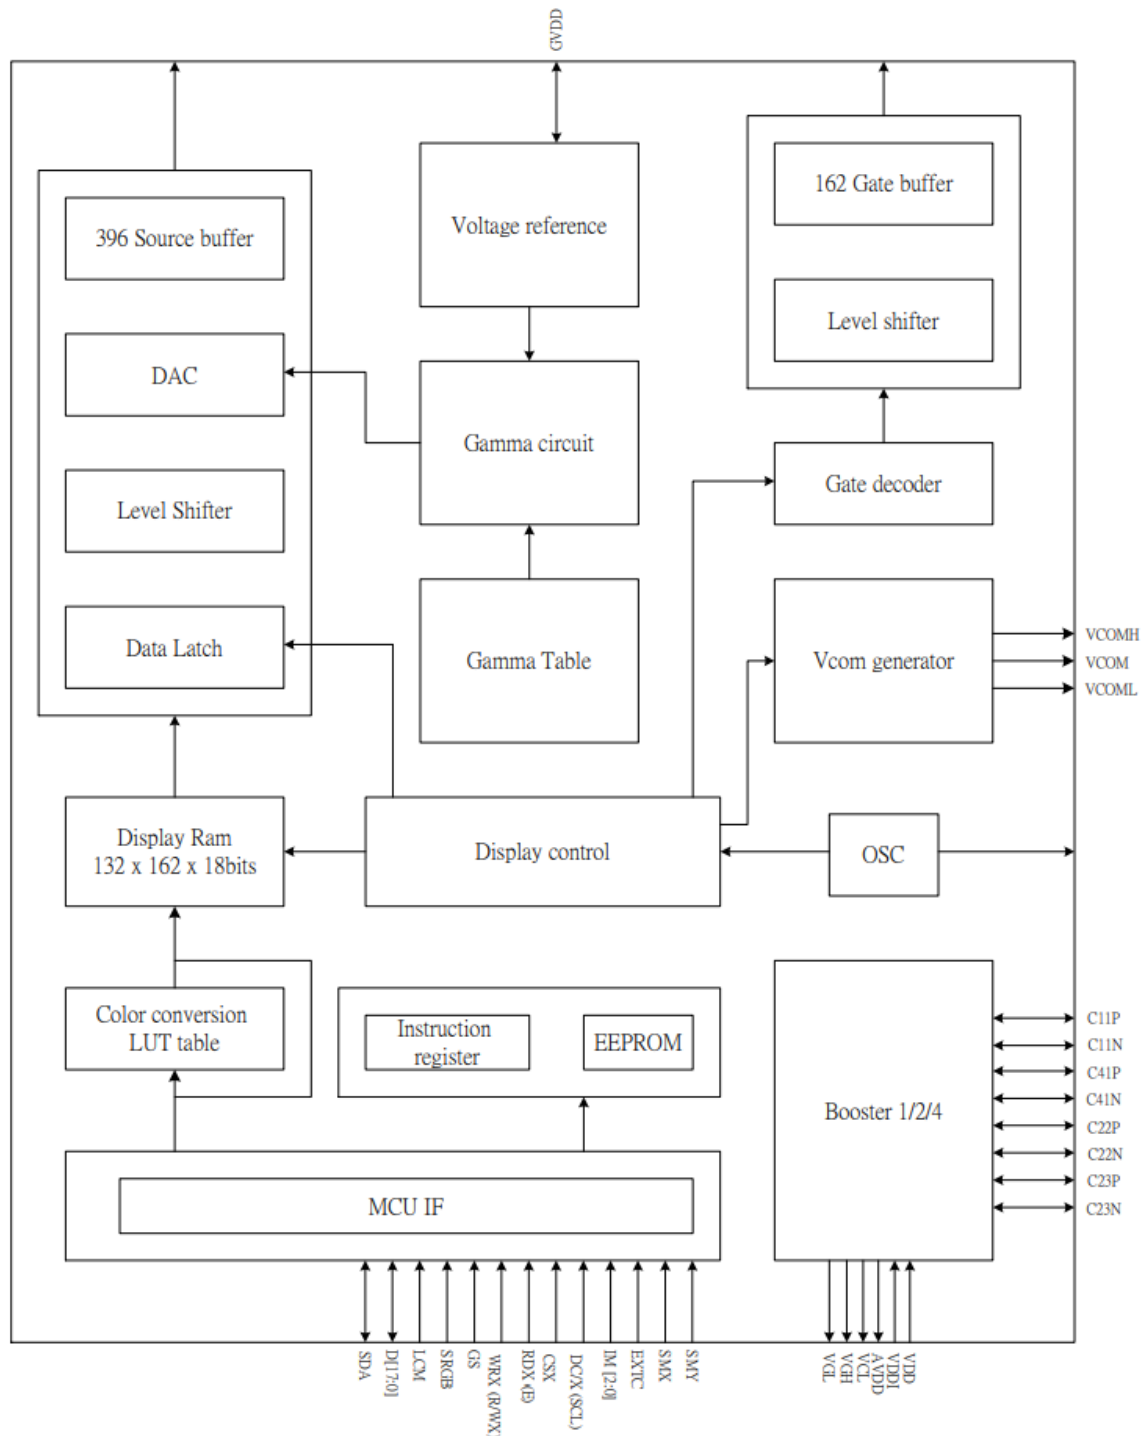 GVDD
396 Source buffer
DAC
Level Shifter
Data Latch
Voltage reference
Gamma circuit
Gamma Table
162 Gate buffer
Level shifter
Gate decoder
Vcom generator
VCOMH
VCOM
VCOML
Display Ram
132 x 162 x 18bits
Display control
OSC
Color conversion
LUT table
Instruction
register
EEPROM
Booster 1/2/4
C11P
C11N
C41P
C41N
C22P
C22N
C23P
C23N
MCU IF
SDA
D[17:0]
LCM
SRGB
GS
WRX (R/WX)
RDX (E)
CSX
DC/X (SCL)
IM [2:0]
EXTC
SMX
SMY
VGL
VGH
VCL
AVDD
VDDI
VDD